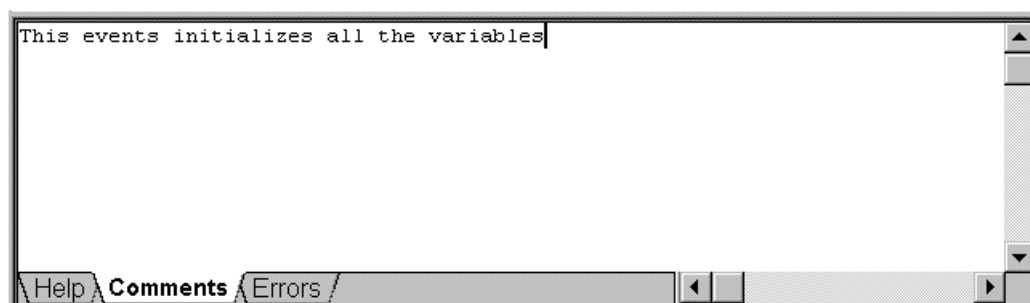 This events initializes all the variables
Help Comments Errors